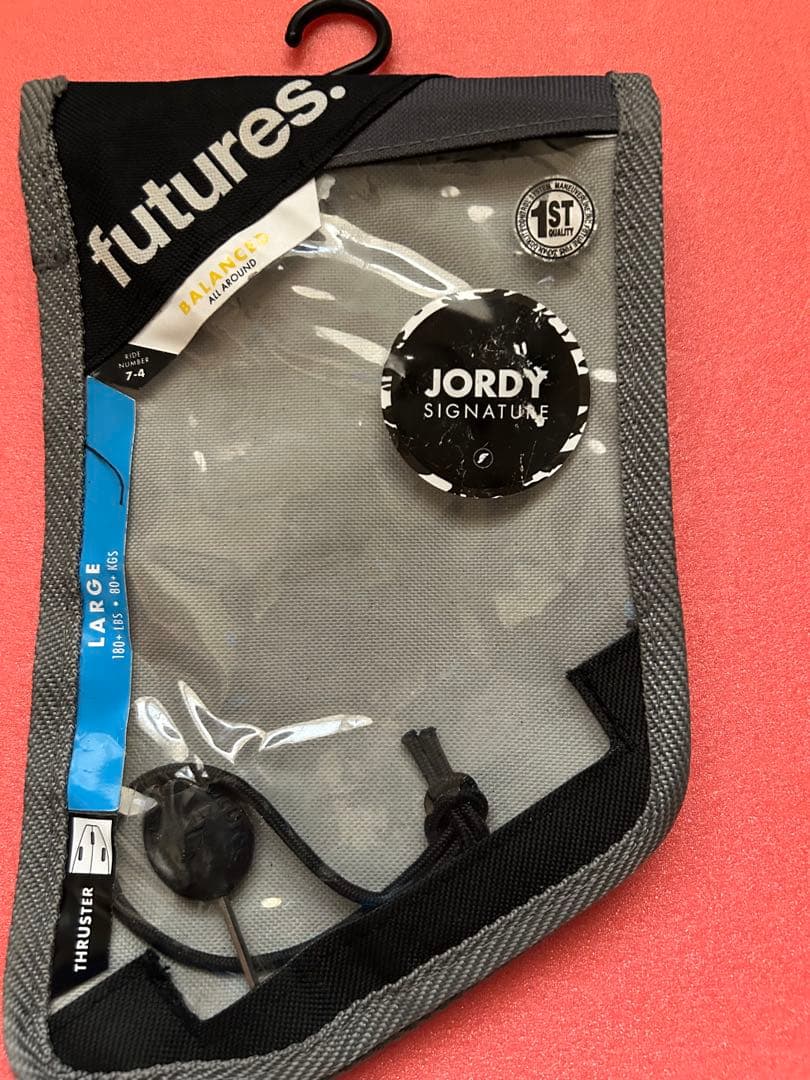 futures.
BALANCED
ALL AROUND
RIDE
NUMBER
7-4
1ST
QUALITY
JORDY
SIGNATURE
LARGE
180+ LBS • 80+ KGS
THRUSTER